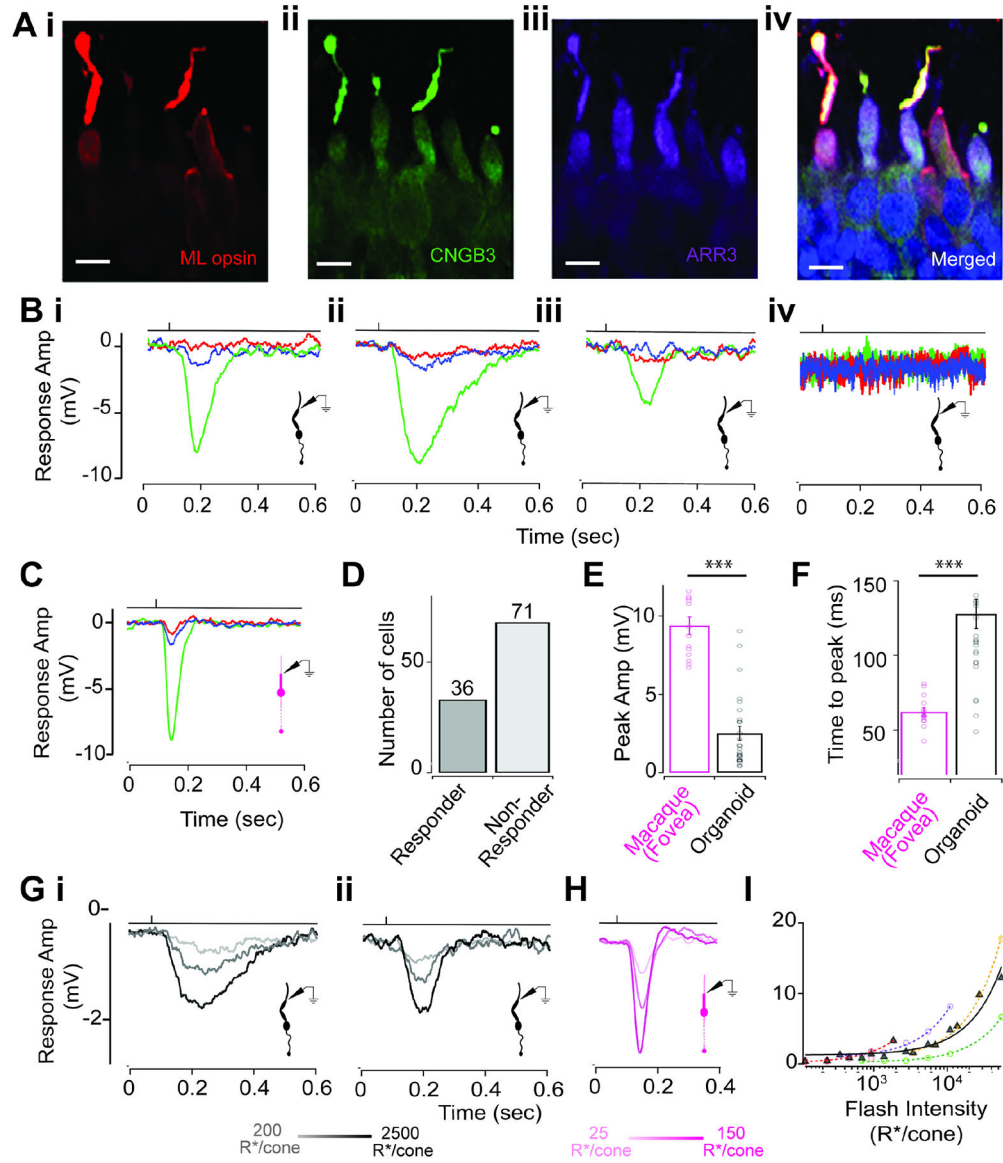 A i
ii
iii
iv
ML opsin
CNGB3
ARR3
Merged
B i
ii
iii
iv
Response Amp
(mV)
0
-5
-10
0 0.2 0.4 0.6
0 0.2 0.4 0.6
0 0.2 0.4 0.6
0 0.2 0.4 0.6
Time (sec)
C
Response Amp
(mV)
0
-5
-10
0 0.2 0.4 0.6
Time (sec)
D
Number of cells
50
0
36
71
Responder
Non-
Responder
E
***
Peak Amp (mV)
10
5
0
Macaque
(Fovea)
Organoid
F
***
Time to peak (ms)
150
100
50
Macaque
(Fovea)
Organoid
G i
ii
Response Amp
(mV)
0
-2
0 0.2 0.4 0.6
0 0.2 0.4 0.6
Time (sec)
200
R*/cone
2500
R*/cone
H
0 0.2 0.4
25
R*/cone
150
R*/cone
I
20
10
0
10³ 10⁴
Flash Intensity
(R*/cone)